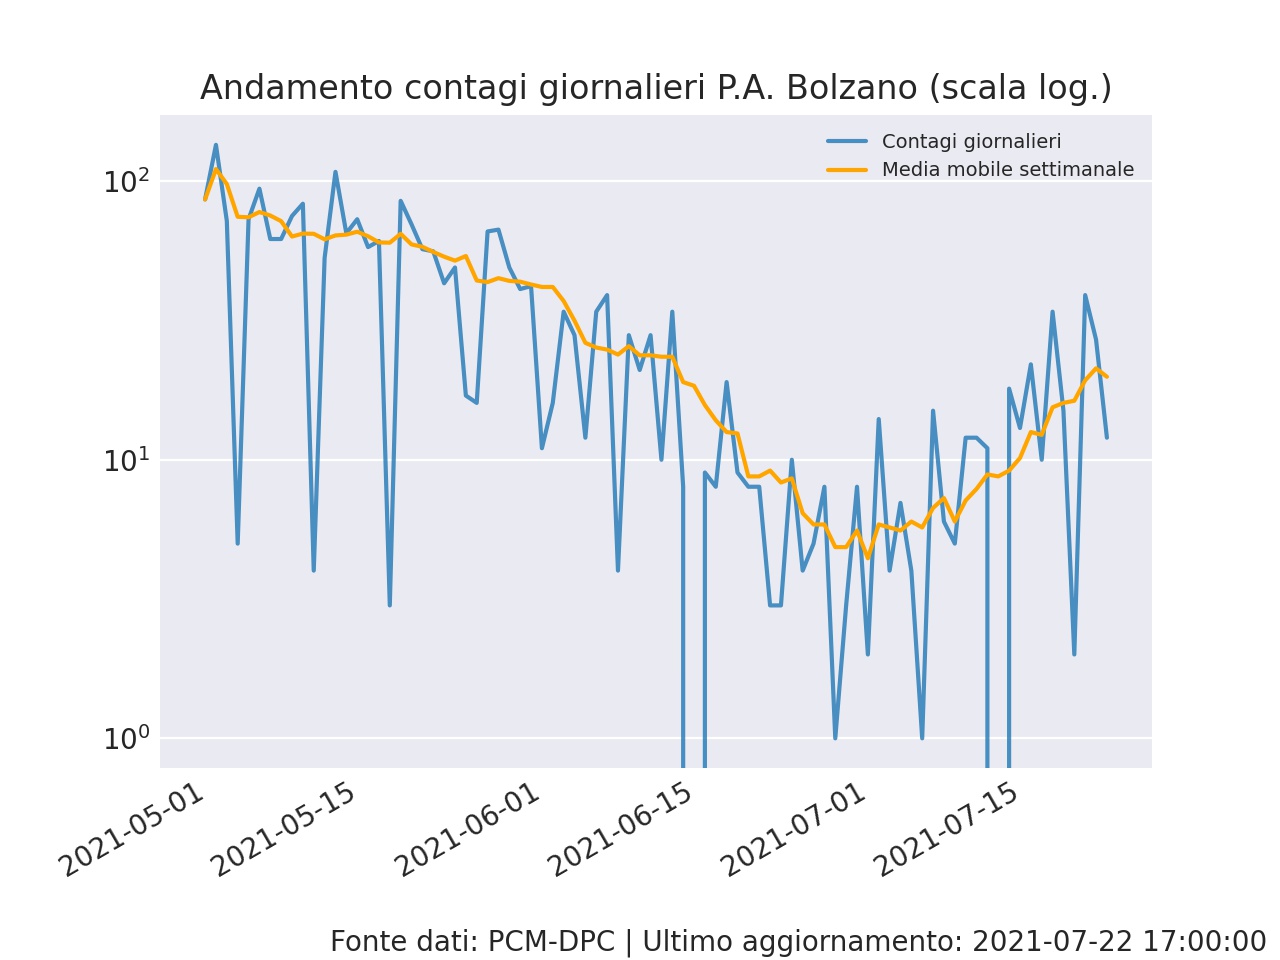 Andamento contagi giornalieri P.A. Bolzano (scala log.)
Contagi giornalieri
Media mobile settimanale
10²
10¹
10⁰
2021-05-01
2021-05-15
2021-06-01
2021-06-15
2021-07-01
2021-07-15
Fonte dati: PCM-DPC | Ultimo aggiornamento: 2021-07-22 17:00:00